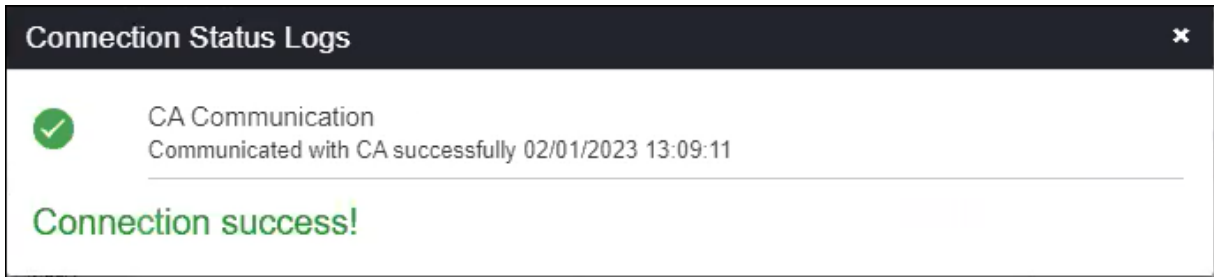 Connection Status Logs
CA Communication
Communicated with CA successfully 02/01/2023 13:09:11
Connection success!